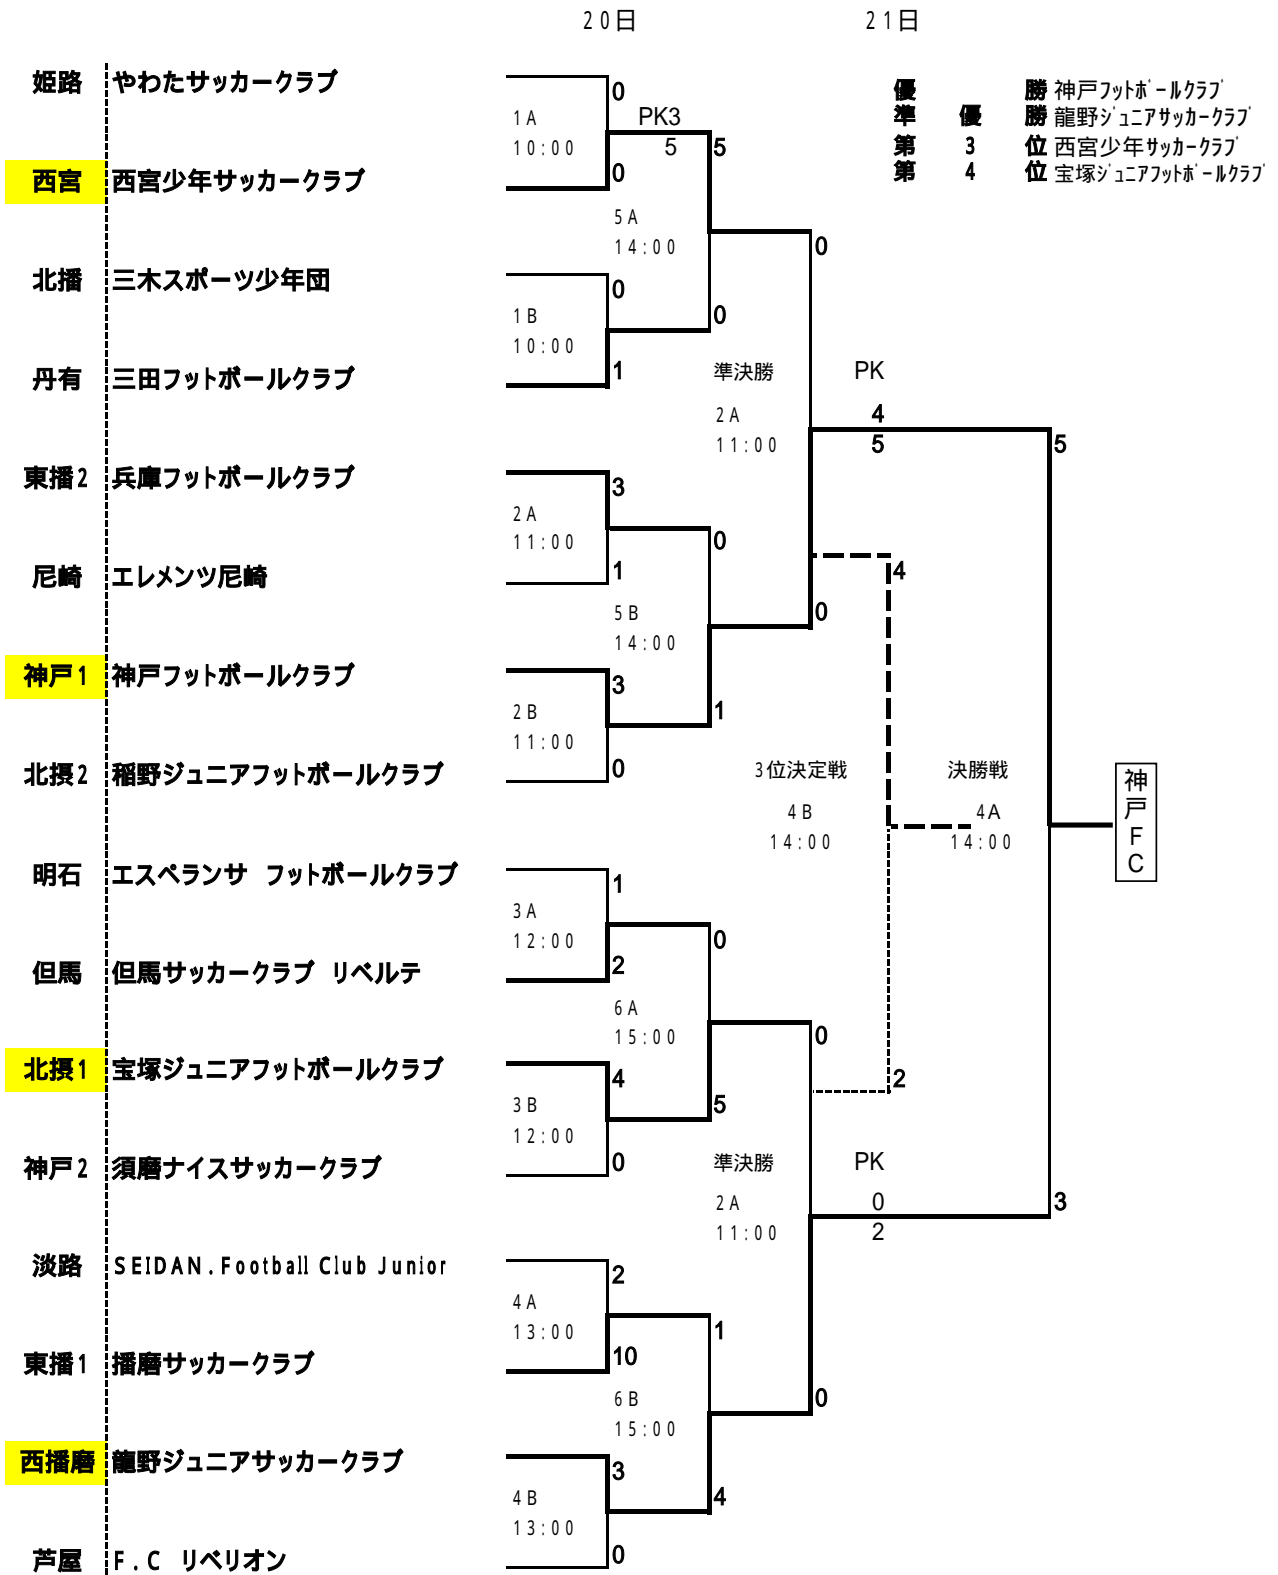 20日
21日
優 勝 神戸フットボールクラブ
準 優 勝 龍野ジュニアサッカークラブ
第 3 位 西宮少年サッカークラブ
第 4 位 宝塚ジュニアフットボールクラブ
姫路 やわたサッカークラブ
0
1A
10:00
PK3
5
5
西宮 西宮少年サッカークラブ
0
5A
14:00
0
北播 三木スポーツ少年団
0
1B
10:00
0
丹有 三田フットボールクラブ
1
準決勝
2A
11:00
PK
4
5
5
東播2 兵庫フットボールクラブ
3
2A
11:00
0
尼崎 エレメンツ尼崎
1
4
5B
14:00
0
神戸1 神戸フットボールクラブ
3
2B
11:00
1
北摂2 稲野ジュニアフットボールクラブ
0
3位決定戦
4B
14:00
決勝戦
4A
14:00
神戸FC
明石 エスペランサ フットボールクラブ
1
3A
12:00
0
但馬 但馬サッカークラブ リベルテ
2
6A
15:00
0
北摂1 宝塚ジュニアフットボールクラブ
4
2
3B
12:00
5
神戸2 須磨ナイスサッカークラブ
0
準決勝
2A
11:00
PK
0
2
3
淡路 SEIDAN.Football Club Junior
2
4A
13:00
1
東播1 播磨サッカークラブ
10
6B
15:00
0
西播磨 龍野ジュニアサッカークラブ
3
4B
13:00
4
芦屋 F.C リベリオン
0